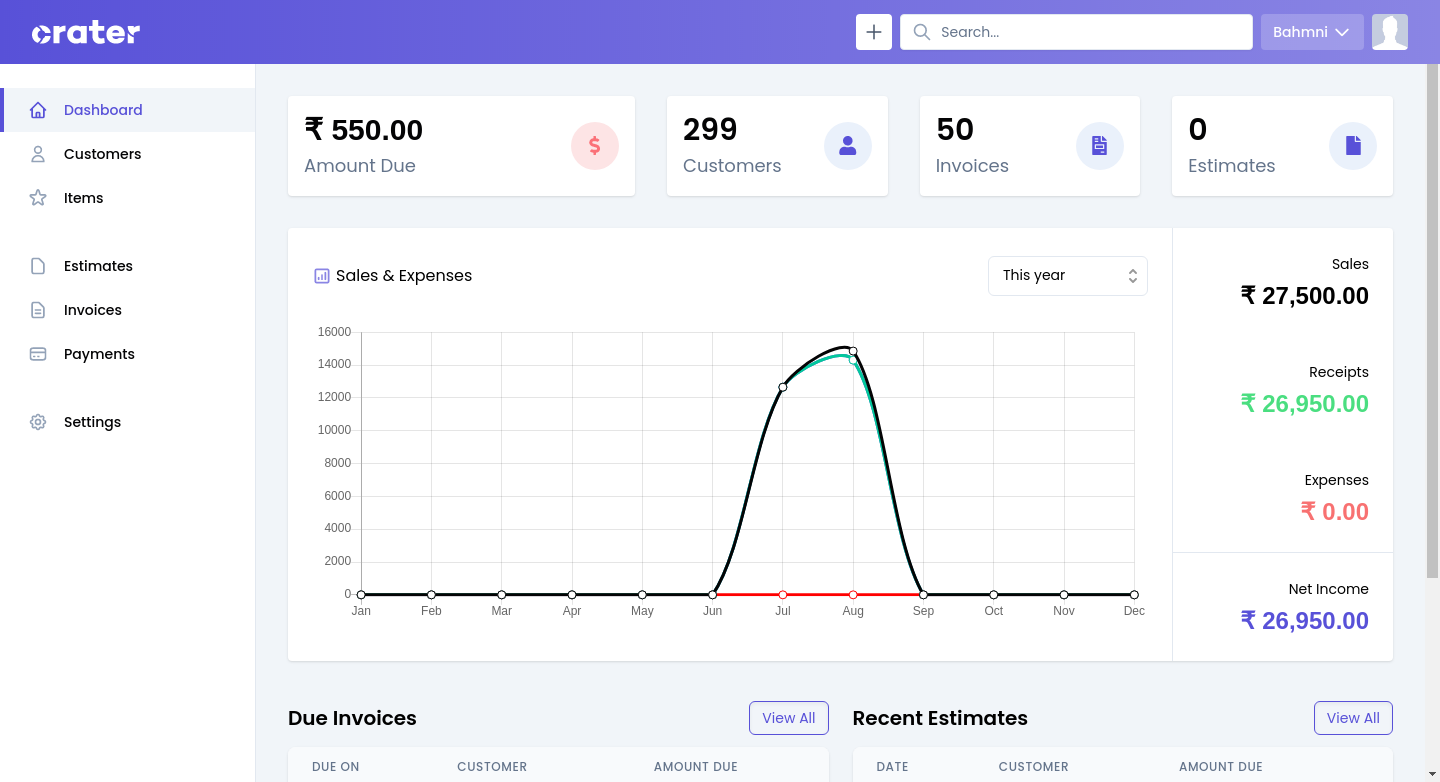 crater
Search...
Bahmni
Dashboard
Customers
Items
Estimates
Invoices
Payments
Settings
₹ 550.00
Amount Due
299
Customers
50
Invoices
0
Estimates
Sales & Expenses
This year
16000
14000
12000
10000
8000
6000
4000
2000
0
Jan Feb Mar Apr May Jun Jul Aug Sep Oct Nov Dec
Sales
₹ 27,500.00
Receipts
₹ 26,950.00
Expenses
₹ 0.00
Net Income
₹ 26,950.00
Due Invoices
View All
DUE ON CUSTOMER AMOUNT DUE
Recent Estimates
View All
DATE CUSTOMER AMOUNT DUE